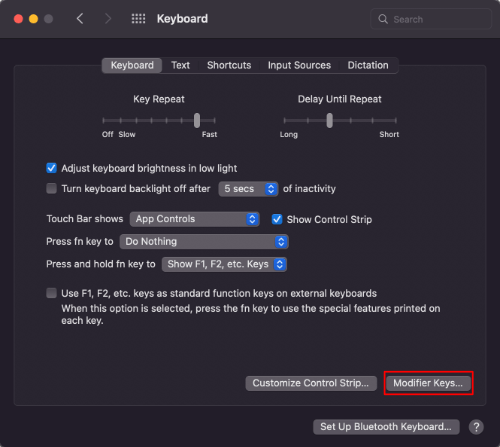 Keyboard
Search
Keyboard Text Shortcuts Input Sources Dictation
Key Repeat Delay Until Repeat
Off Slow Fast Long Short
Adjust keyboard brightness in low light
Turn keyboard backlight off after 5 secs of inactivity
Touch Bar shows App Controls Show Control Strip
Press fn key to Do Nothing
Press and hold fn key to Show F1, F2, etc. Keys
Use F1, F2, etc. keys as standard function keys on external keyboards
When this option is selected, press the fn key to use the special features printed on
each key.
Customize Control Strip... Modifier Keys...
Set Up Bluetooth Keyboard... ?